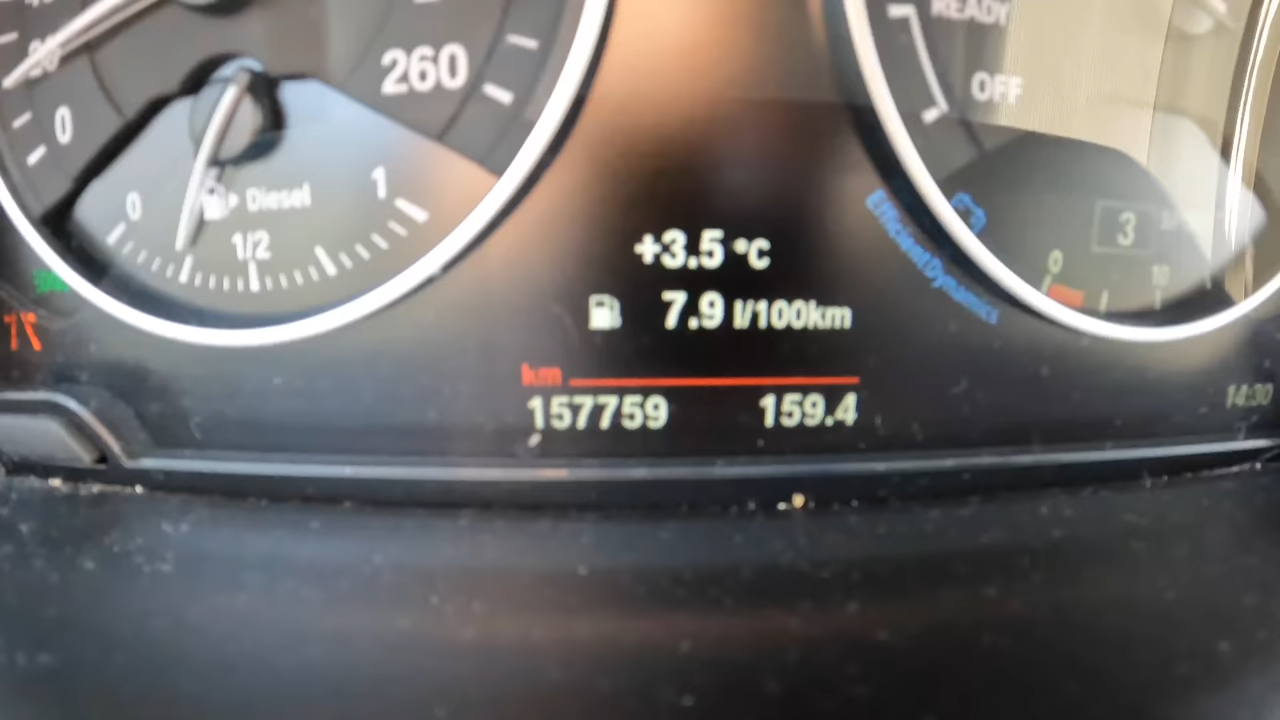 20
0
260
0
Diesel
1
1/2
+3.5 °C
7.9 l/100km
km
157759
159.4
READY
OFF
EfficientDynamics
3
0
10
14:30